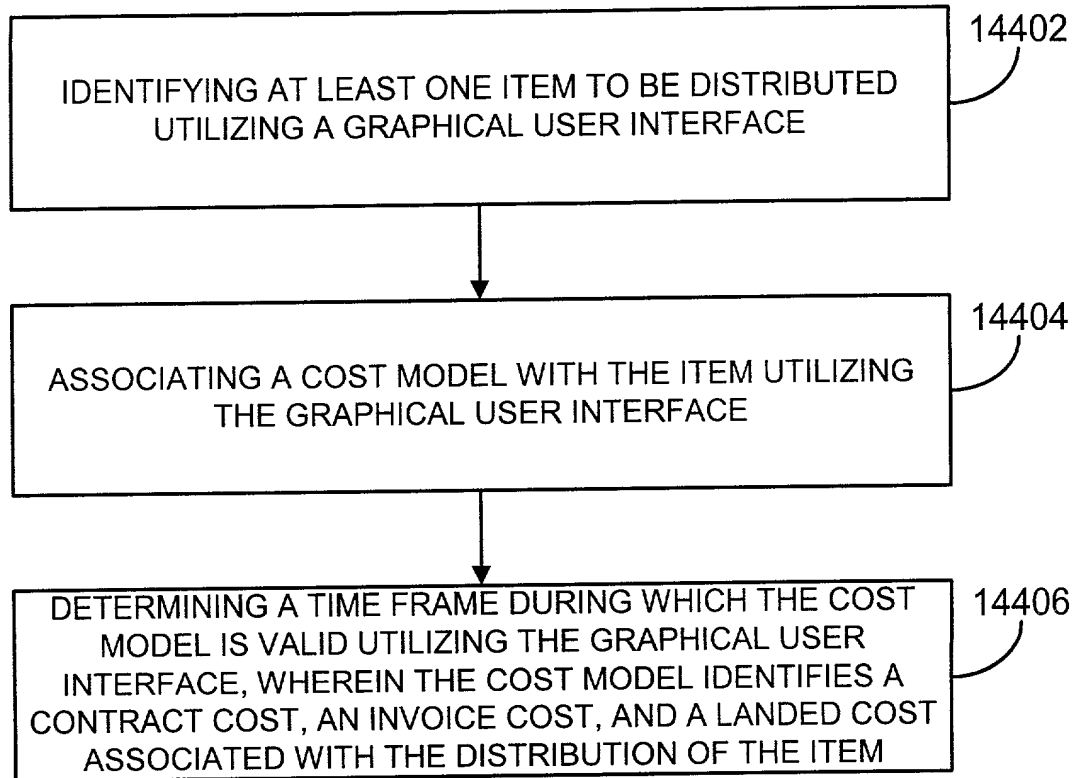 14402
IDENTIFYING AT LEAST ONE ITEM TO BE DISTRIBUTED
UTILIZING A GRAPHICAL USER INTERFACE
14404
ASSOCIATING A COST MODEL WITH THE ITEM UTILIZING
THE GRAPHICAL USER INTERFACE
14406
DETERMINING A TIME FRAME DURING WHICH THE COST
MODEL IS VALID UTILIZING THE GRAPHICAL USER
INTERFACE, WHEREIN THE COST MODEL IDENTIFIES A
CONTRACT COST, AN INVOICE COST, AND A LANDED COST
ASSOCIATED WITH THE DISTRIBUTION OF THE ITEM